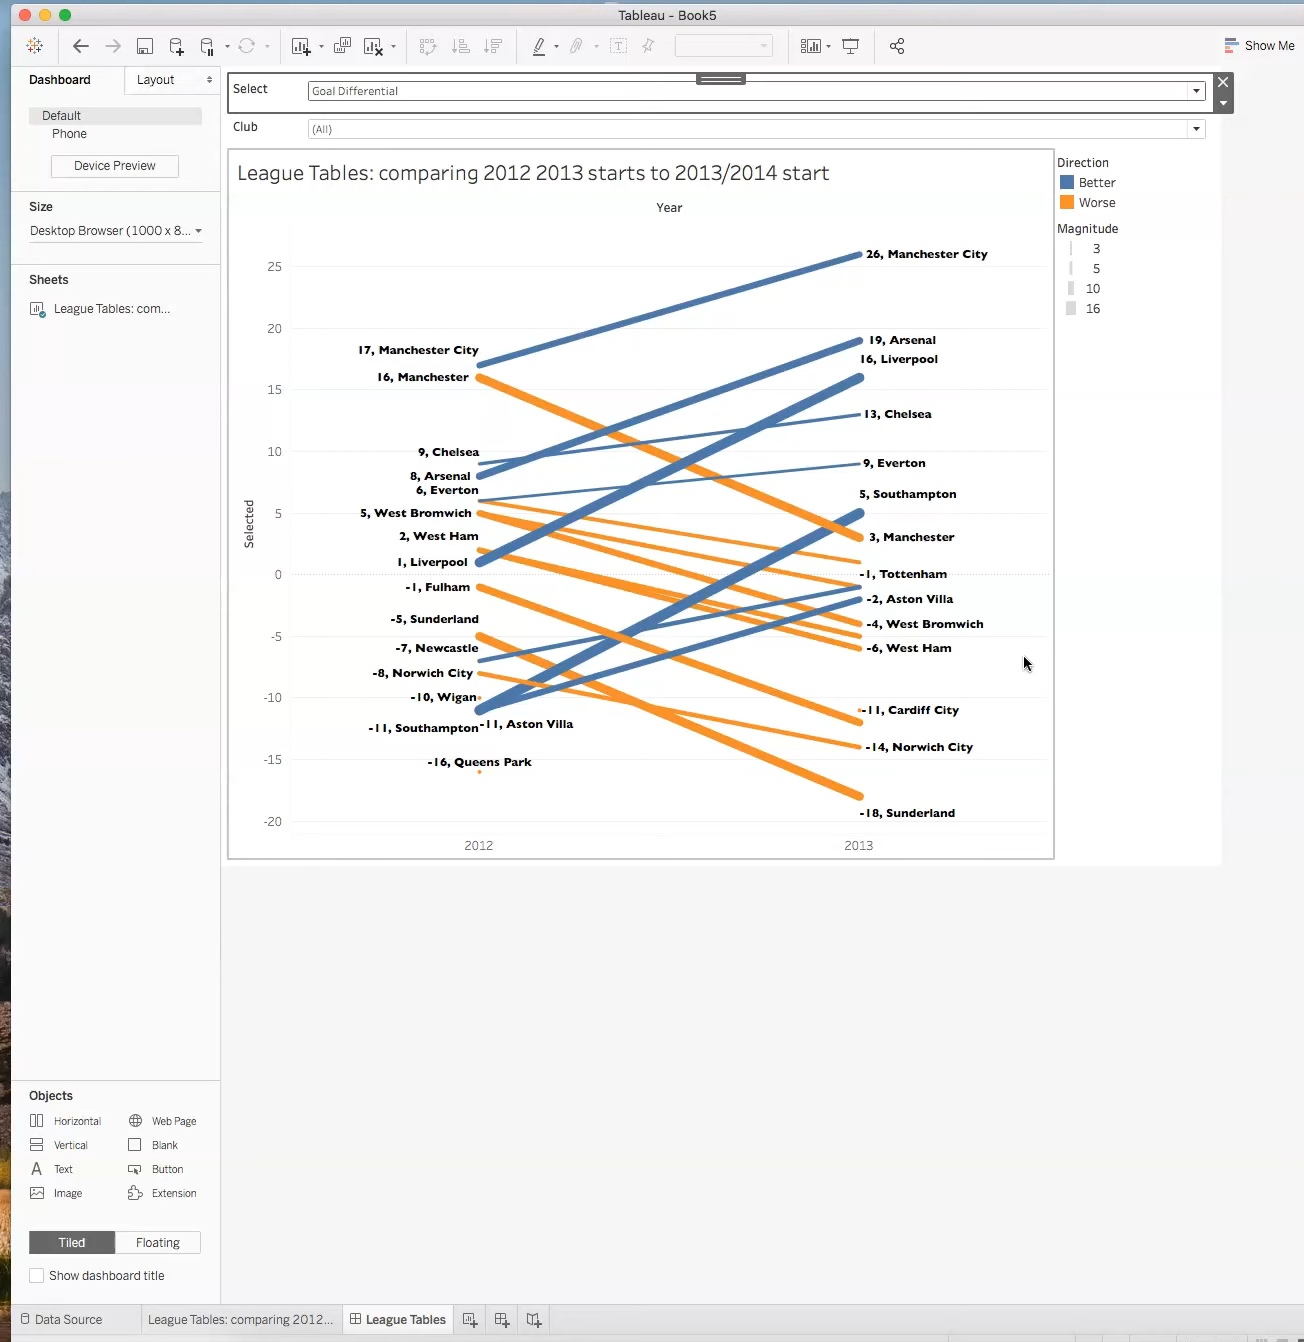 Tableau - Book5
Show Me
Dashboard
Layout
Default
Phone
Device Preview
Size
Desktop Browser (1000 x 8...
Sheets
League Tables: com...
Select
Goal Differential
Club
(All)
League Tables: comparing 2012 2013 starts to 2013/2014 start
Year
Direction
Better
Worse
Magnitude
3
5
10
16
Selected
25
20
15
10
5
0
-5
-10
-15
-20
17, Manchester City
16, Manchester
9, Chelsea
8, Arsenal
6, Everton
5, West Bromwich
2, West Ham
1, Liverpool
-1, Fulham
-5, Sunderland
-7, Newcastle
-8, Norwich City
-10, Wigan
-11, Southampton
-11, Aston Villa
-16, Queens Park
26, Manchester City
19, Arsenal
16, Liverpool
13, Chelsea
9, Everton
5, Southampton
3, Manchester
-1, Tottenham
-2, Aston Villa
-4, West Bromwich
-6, West Ham
-11, Cardiff City
-14, Norwich City
-18, Sunderland
2012
2013
Objects
Horizontal
Web Page
Vertical
Blank
Text
Button
Image
Extension
Tiled
Floating
Show dashboard title
Data Source
League Tables: comparing 2012...
League Tables